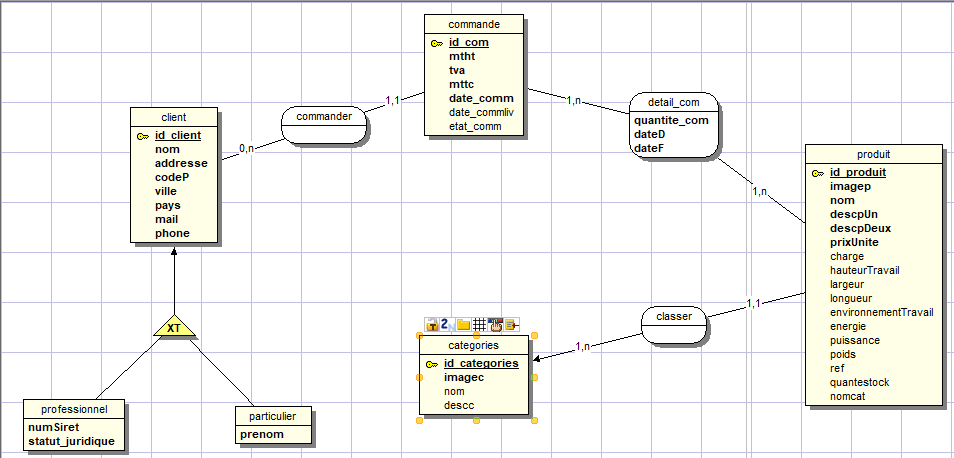 commande
id_com
mtht
tva
mttc
date_comm
date_commliv
etat_comm
1,1
commander
0,n
client
id_client
nom
addresse
codeP
ville
pays
mail
phone
XT
professionnel
numSiret
statut_juridique
particulier
prenom
1,n
detail_com
quantite_com
dateD
dateF
1,n
produit
id_produit
imagep
nom
descpUn
descpDeux
prixUnite
charge
hauteurTravail
largeur
longueur
environnementTravail
energie
puissance
poids
ref
quantestock
nomcat
1,1
classer
1,n
categories
id_categories
imagec
nom
descc